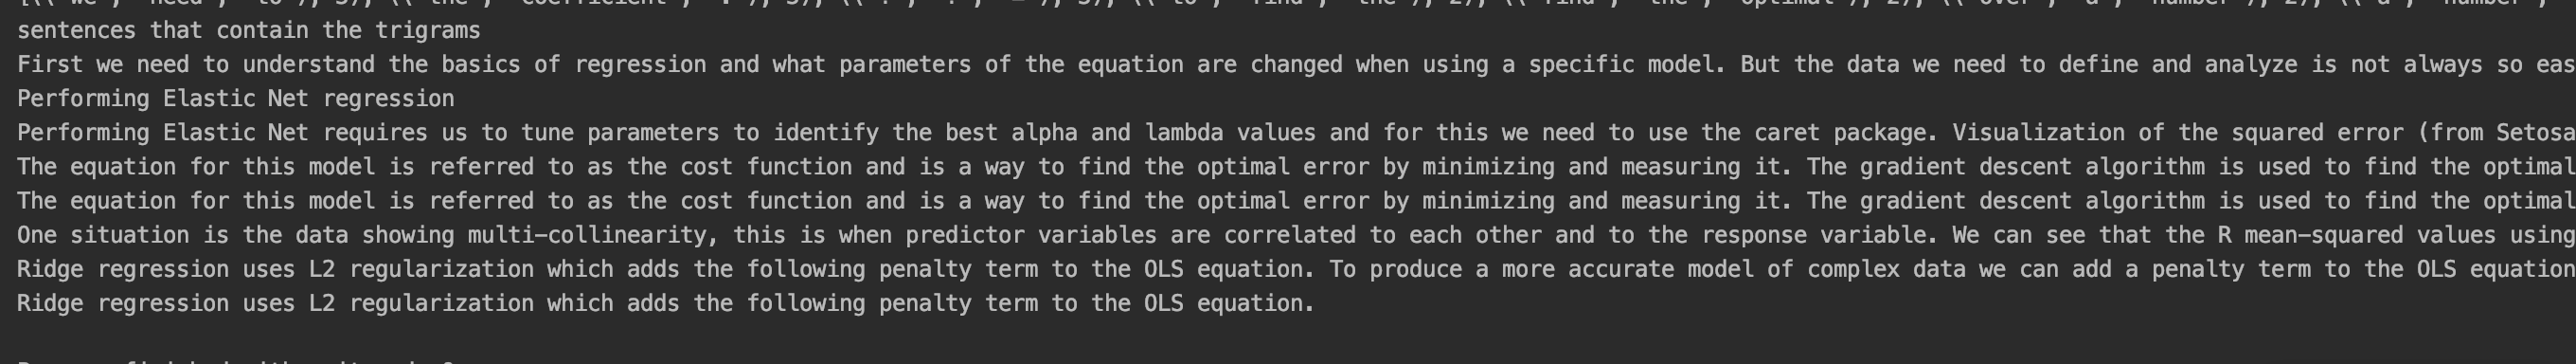 sentences that contain the trigrams
First we need to understand the basics of regression and what parameters of the equation are changed when using a specific model. But the data we need to define and analyze is not always so eas
Performing Elastic Net regression
Performing Elastic Net requires us to tune parameters to identify the best alpha and lambda values and for this we need to use the caret package. Visualization of the squared error (from Setosa
The equation for this model is referred to as the cost function and is a way to find the optimal error by minimizing and measuring it. The gradient descent algorithm is used to find the optimal
The equation for this model is referred to as the cost function and is a way to find the optimal error by minimizing and measuring it. The gradient descent algorithm is used to find the optimal
One situation is the data showing multi-collinearity, this is when predictor variables are correlated to each other and to the response variable. We can see that the R mean-squared values using
Ridge regression uses L2 regularization which adds the following penalty term to the OLS equation. To produce a more accurate model of complex data we can add a penalty term to the OLS equation
Ridge regression uses L2 regularization which adds the following penalty term to the OLS equation.